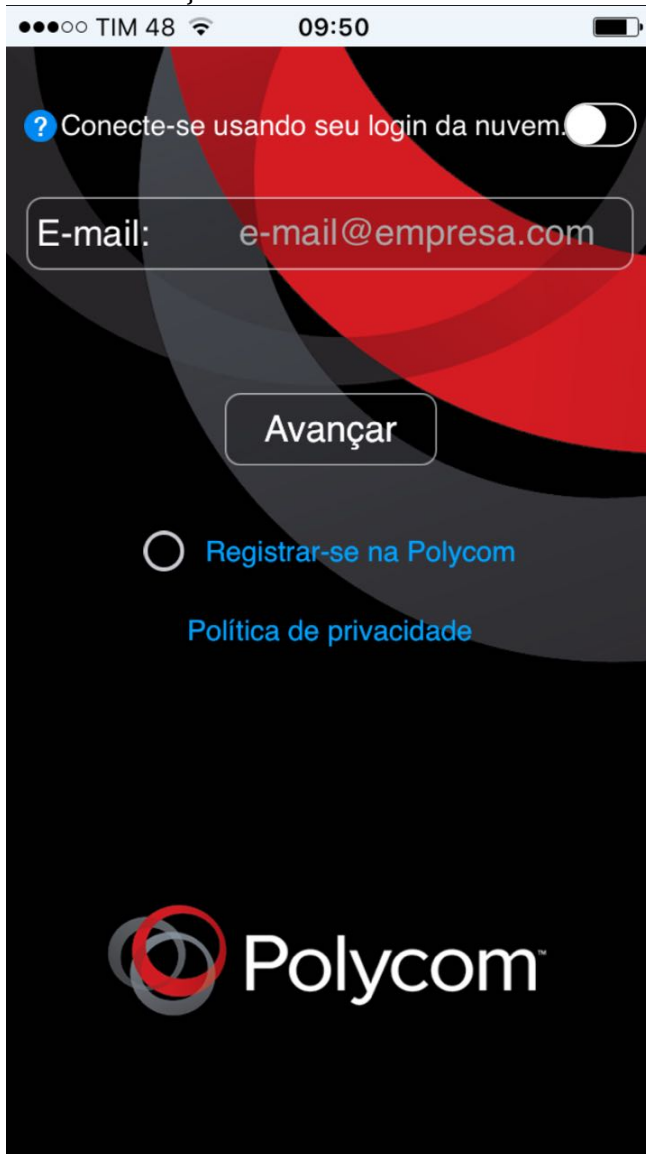 TIM 48 09:50
? Conecte-se usando seu login da nuvem.
E-mail: e-mail@empresa.com
Avançar
Registrar-se na Polycom
Política de privacidade
Polycom™